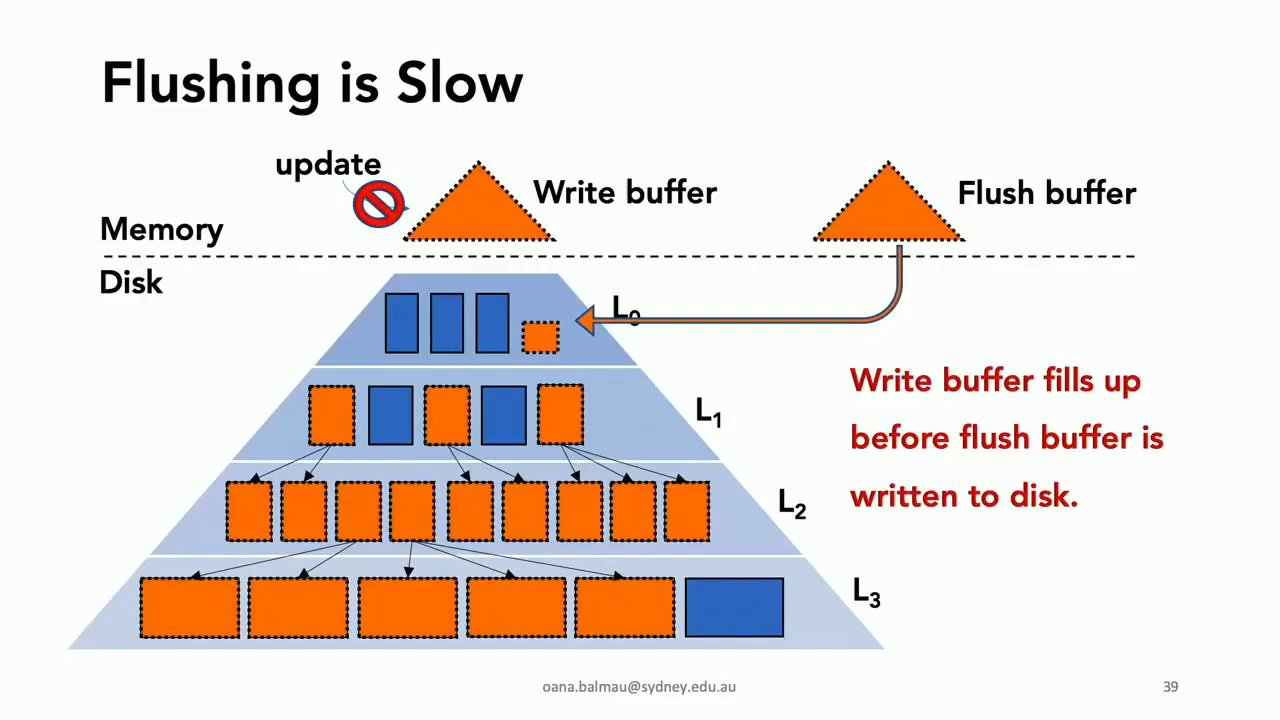 Flushing is Slow
update
Write buffer
Flush buffer
Memory
Disk
L0
L1
L2
L3
Write buffer fills up
before flush buffer is
written to disk.
oana.balmau@sydney.edu.au
39